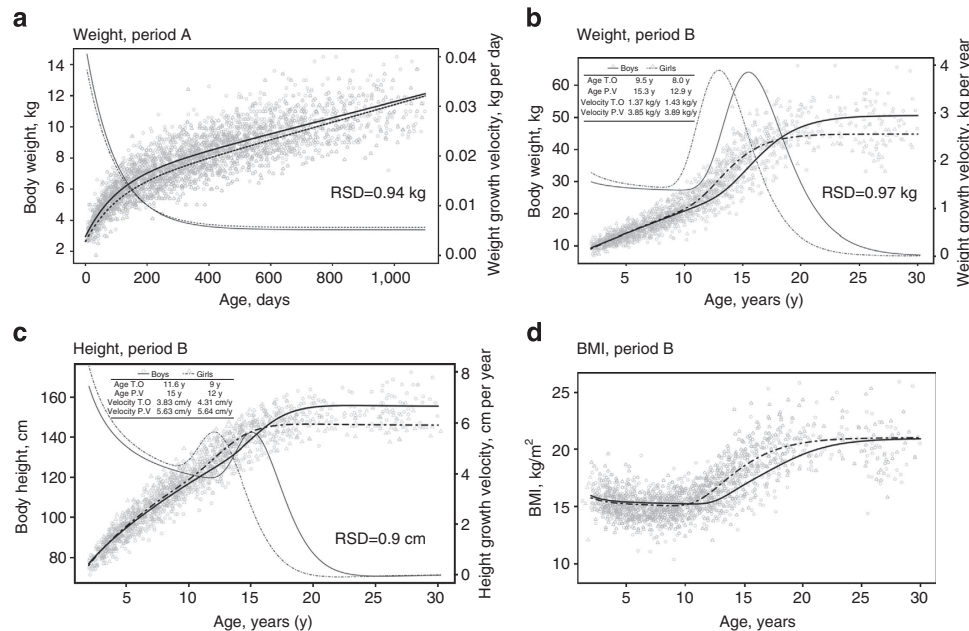 a
Weight, period A
14
12
10
8
6
4
2
Body weight, kg
0.04
0.03
0.02
0.01
0.00
Weight growth velocity, kg per day
RSD=0.94 kg
0 200 400 600 800 1,000
Age, days
b
Weight, period B
60
50
40
30
20
10
Body weight, kg
Boys Girls
Age T.O 9.5 y 8.0 y
Age P.V 15.3 y 12.9 y
Velocity T.O 1.37 kg/y 1.43 kg/y
Velocity P.V 3.85 kg/y 3.89 kg/y
4
3
2
1
0
Weight growth velocity, kg per year
RSD=0.97 kg
5 10 15 20 25 30
Age, years (y)
c
Height, period B
160
140
120
100
80
Body height, cm
Boys Girls
Age T.O 11.6 y 9 y
Age P.V 15 y 12 y
Velocity T.O 3.83 cm/y 4.31 cm/y
Velocity P.V 5.63 cm/y 5.64 cm/y
8
6
4
2
0
Height growth velocity, cm per year
RSD=0.9 cm
5 10 15 20 25 30
Age, years (y)
d
BMI, period B
25
20
15
10
BMI, kg/m²
5 10 15 20 25 30
Age, years